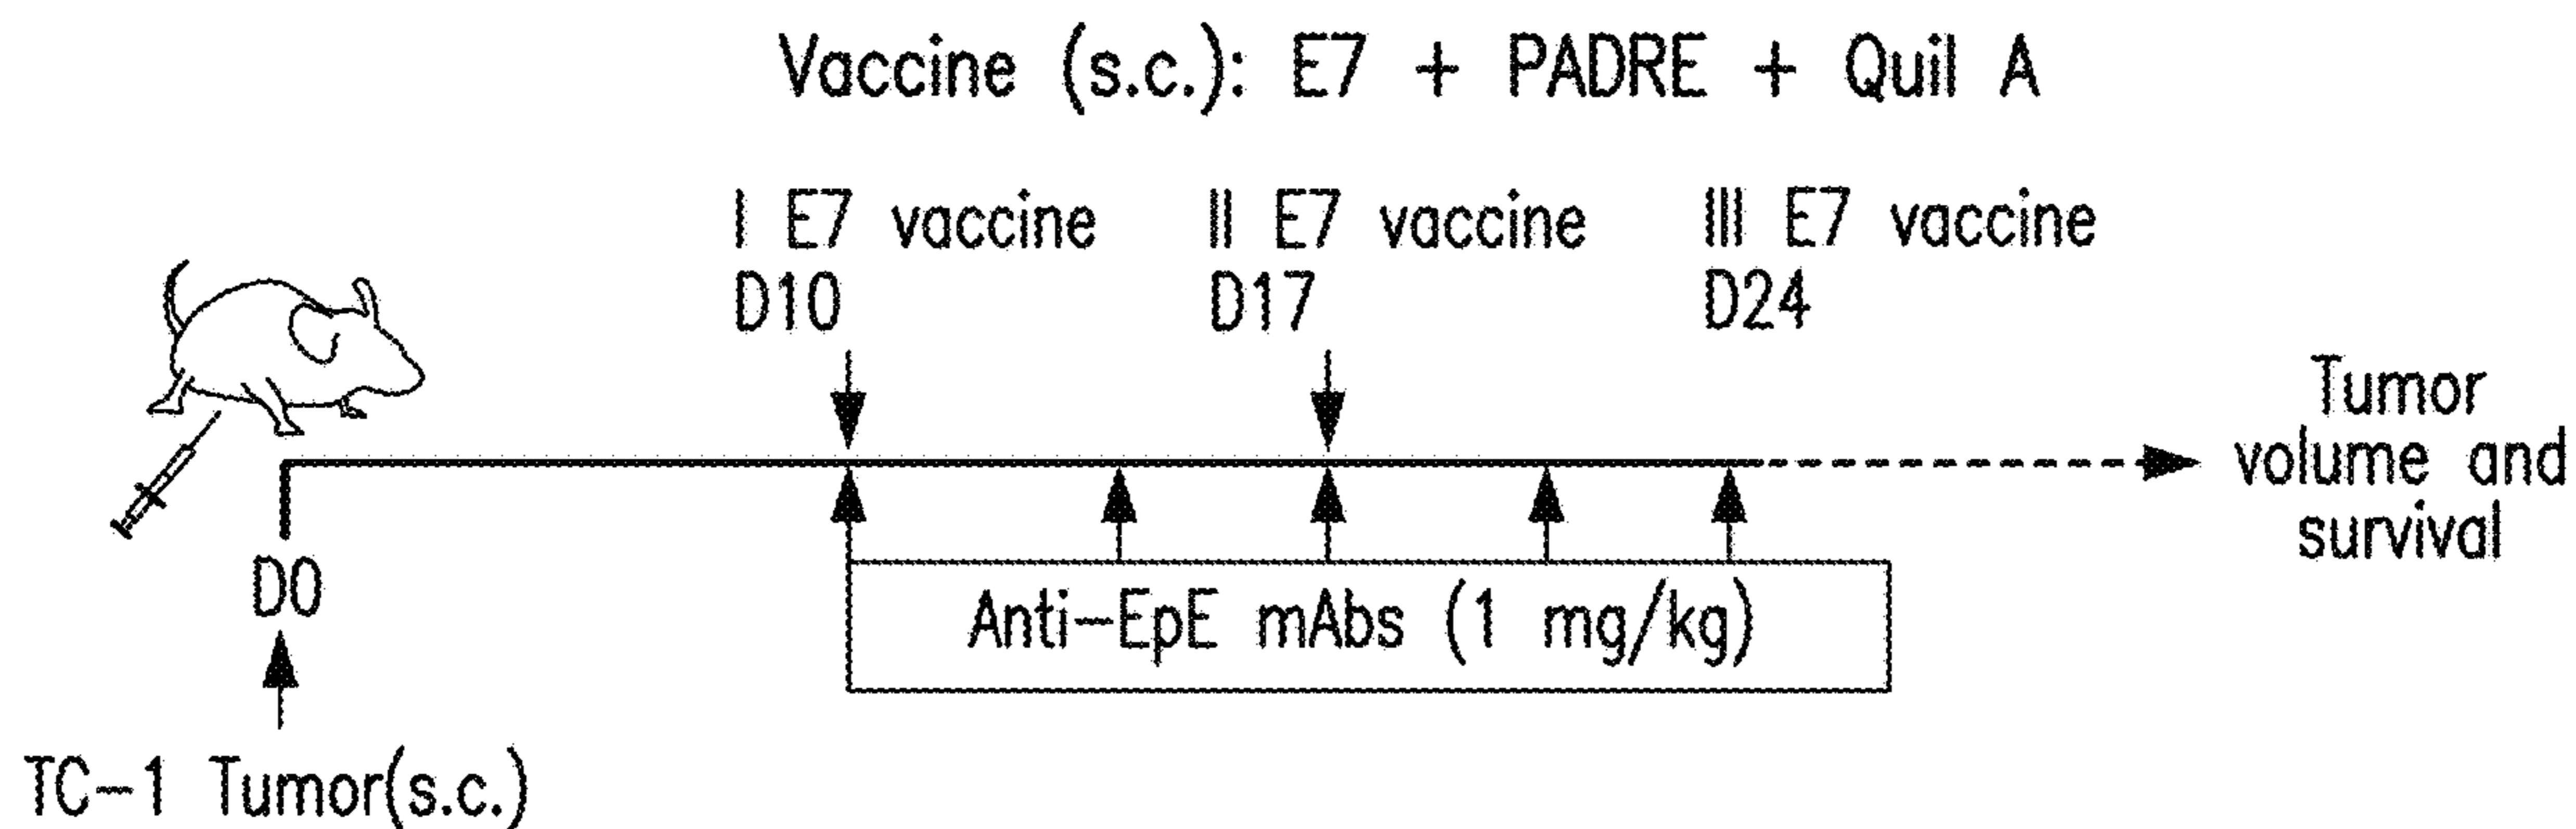 Vaccine (s.c.): E7 + PADRE + Quil A
I E7 vaccine
D10
II E7 vaccine
D17
III E7 vaccine
D24
Tumor
volume and
survival
D0
Anti-EpE mAbs (1 mg/kg)
TC-1 Tumor(s.c.)